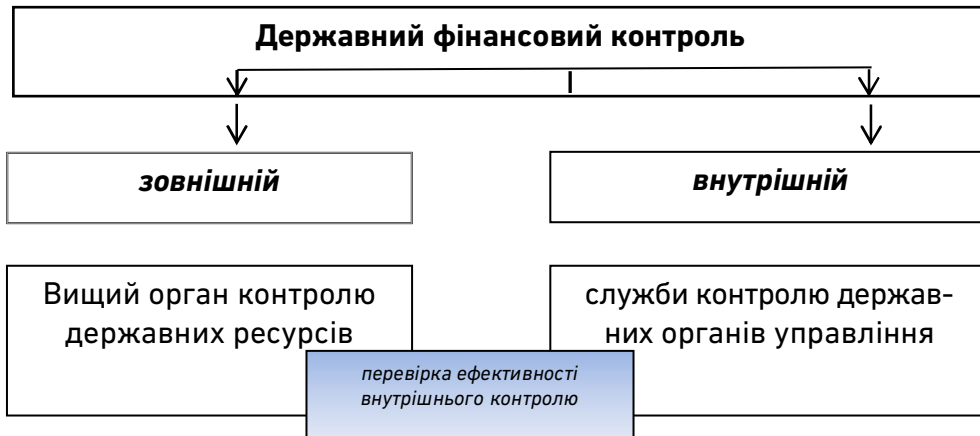 Державний фінансовий контроль
зовнішній
внутрішній
Вищий орган контролю
державних ресурсів
служби контролю держав-
них органів управління
перевірка ефективності
внутрішнього контролю